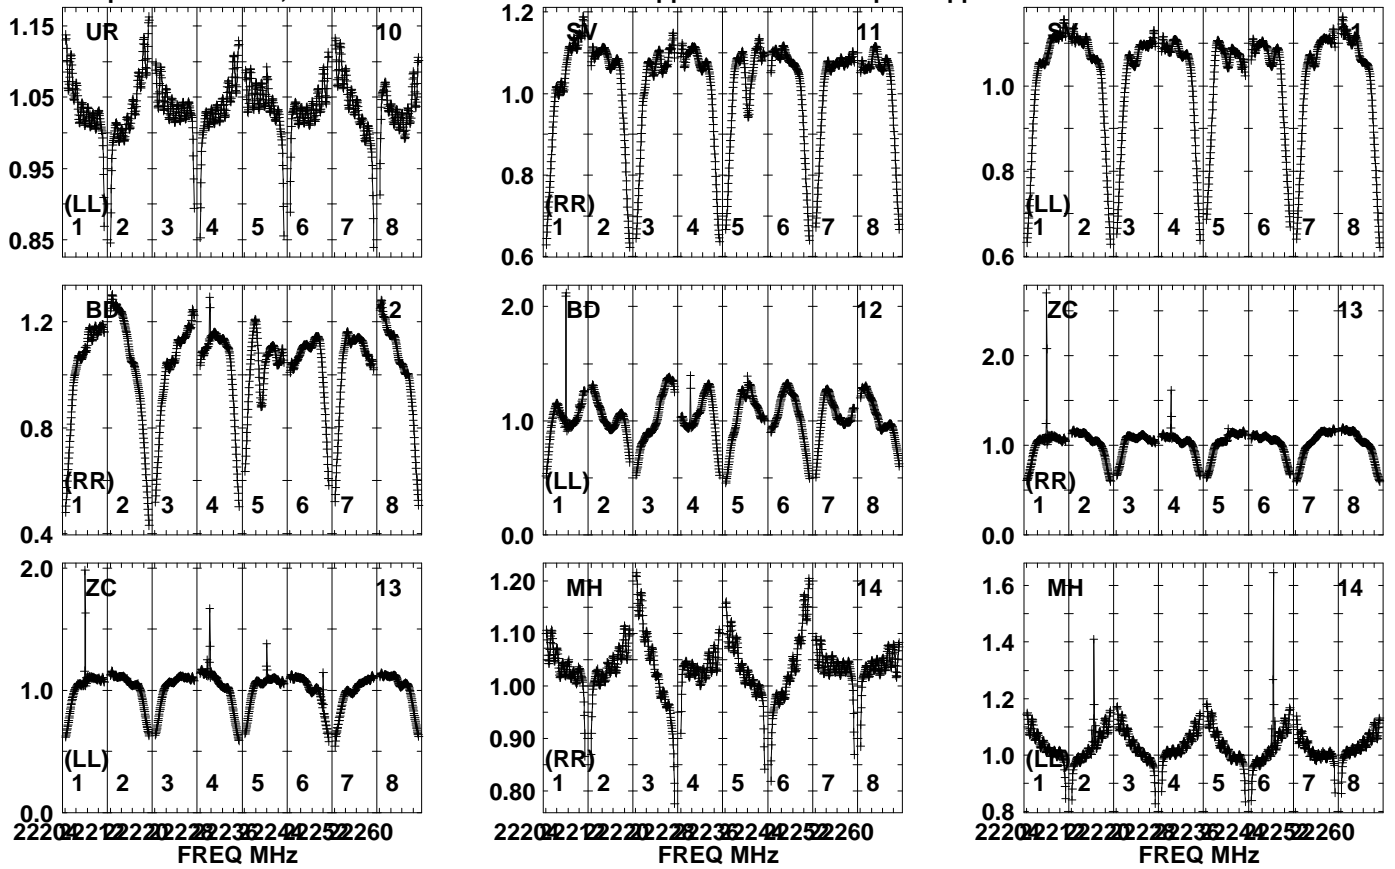 1.15 UR 10
1.05
0.95
(LL)
0.85 1 2 3 4 5 6 7 8
1.2 SV 11
1.0
0.8
(RR)
1 2 3 4 5 6 7 8
0.6
SV 1
1.0
0.8
(LL)
1 2 3 4 5 6 7 8
0.6
BD 2
1.2
1.0
0.8
(RR)
1 2 3 4 5 6 7 8
0.4
2.0 BD 12
1.0
(LL)
1 2 3 4 5 6 7 8
0.0
ZC 13
2.0
1.0
(RR)
1 2 3 4 5 6 7 8
0.0
2.0 ZC 13
1.0
(LL)
1 2 3 4 5 6 7 8
0.0
1.20 MH 14
1.10
1.00
0.90
(RR)
0.80 1 2 3 4 5 6 7 8
1.6 MH 14
1.4
1.2
1.0 (LL)
1 2 3 4 5 6 7 8
0.8
FREQ MHz
FREQ MHz